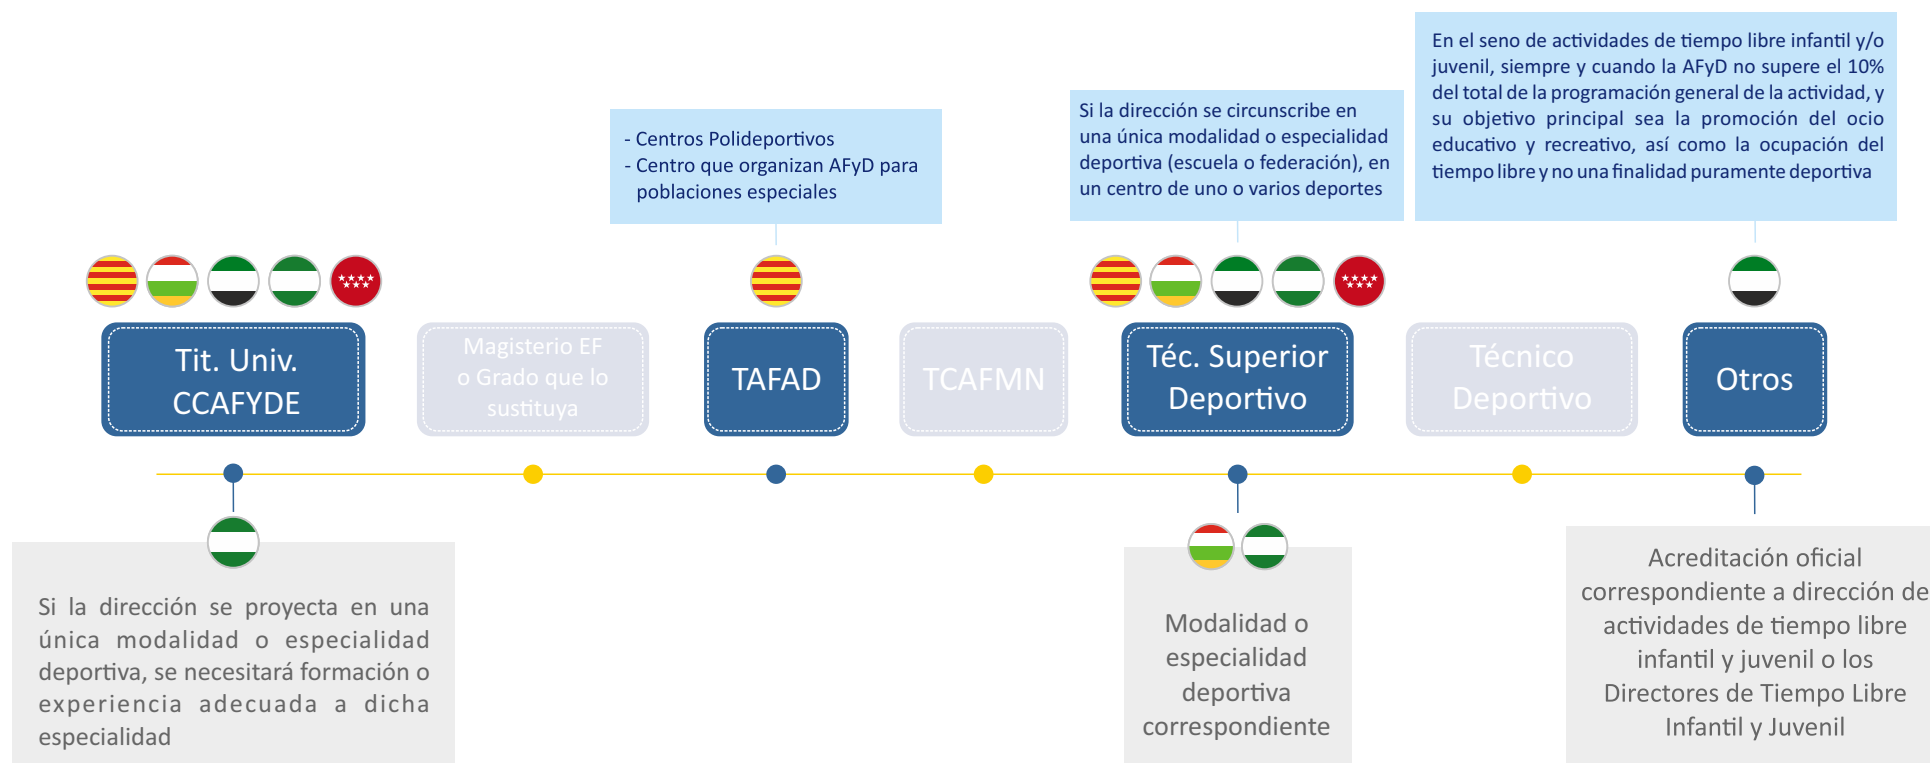 En el seno de actividades de tiempo libre infantil y/o
juvenil, siempre y cuando la AFyD no supere el 10%
del total de la programación general de la actividad, y
su objetivo principal sea la promoción del ocio
educativo y recreativo, así como la ocupación del
tiempo libre y no una finalidad puramente deportiva
Si la dirección se circunscribe en
una única modalidad o especialidad
deportiva (escuela o federación), en
un centro de uno o varios deportes
- Centros Polideportivos
- Centro que organizan AFyD para
poblaciones especiales
Tit. Univ.
CCAFYDE
Magisterio EF
o Grado que lo
sustituya
TAFAD
TCAFMN
Téc. Superior
Deportivo
Técnico
Deportivo
Otros
Si la dirección se proyecta en una
única modalidad o especialidad
deportiva, se necesitará formación o
experiencia adecuada a dicha
especialidad
Modalidad o
especialidad
deportiva
correspondiente
Acreditación oficial
correspondiente a dirección de
actividades de tiempo libre
infantil y juvenil o los
Directores de Tiempo Libre
Infantil y Juvenil